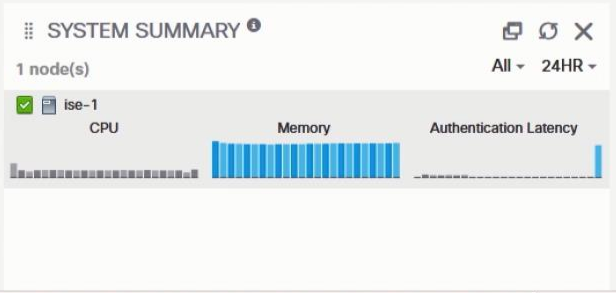 SYSTEM SUMMARY
1 node(s)
All 24HR
ise-1
CPU Memory Authentication Latency